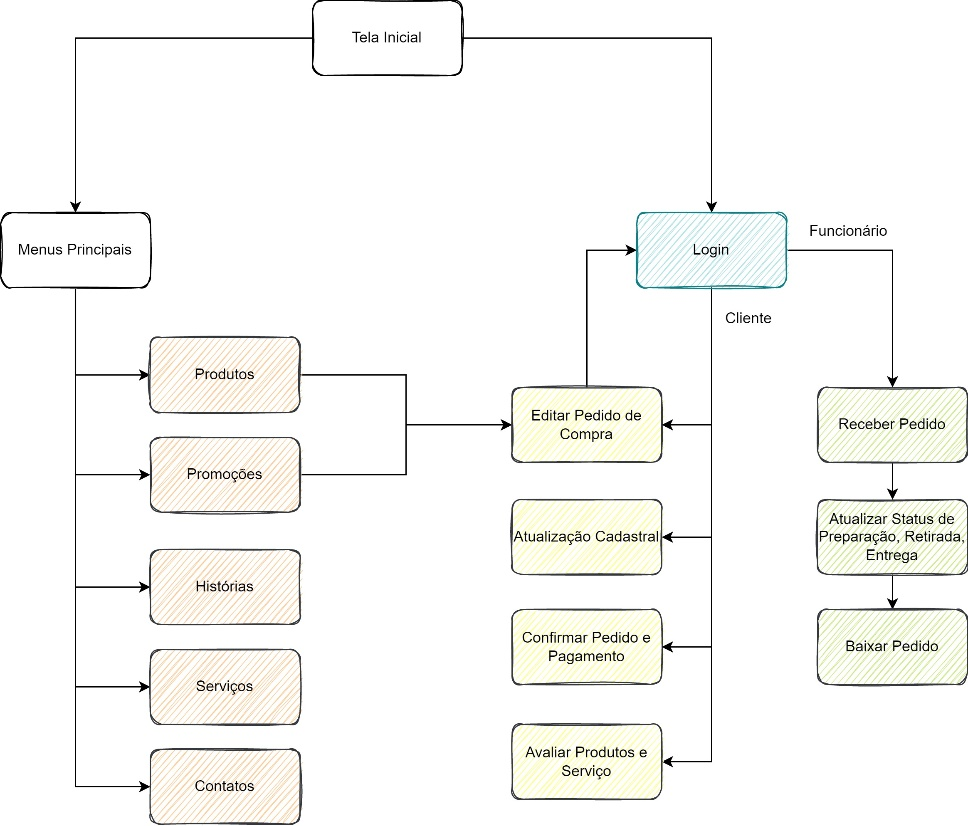 Tela Inicial
Menus Principais
Login
Funcionário
Cliente
Produtos
Promoções
Histórias
Serviços
Contatos
Editar Pedido de
Compra
Atualização Cadastral
Confirmar Pedido e
Pagamento
Avaliar Produtos e
Serviço
Receber Pedido
Atualizar Status de
Preparação, Retirada,
Entrega
Baixar Pedido